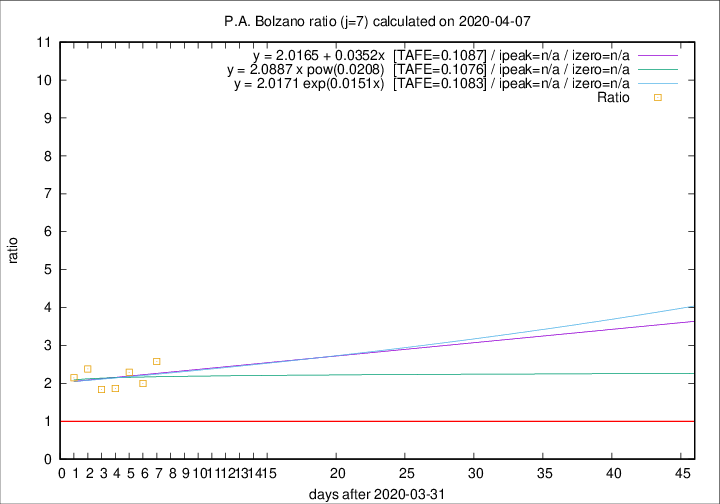 P.A. Bolzano ratio (j=7) calculated on 2020-04-07
y = 2.0165 + 0.0352x [TAFE=0.1087] / ipeak=n/a / izero=n/a
y = 2.0887 x pow(0.0208) [TAFE=0.1076] / ipeak=n/a / izero=n/a
y = 2.0171 exp(0.0151x) [TAFE=0.1083] / ipeak=n/a / izero=n/a
Ratio
11
10
9
8
7
6
5
4
3
2
1
0
ratio
0 1 2 3 4 5 6 7 8 9 10 11 12 13 14 15 20 25 30 35 40 45
days after 2020-03-31